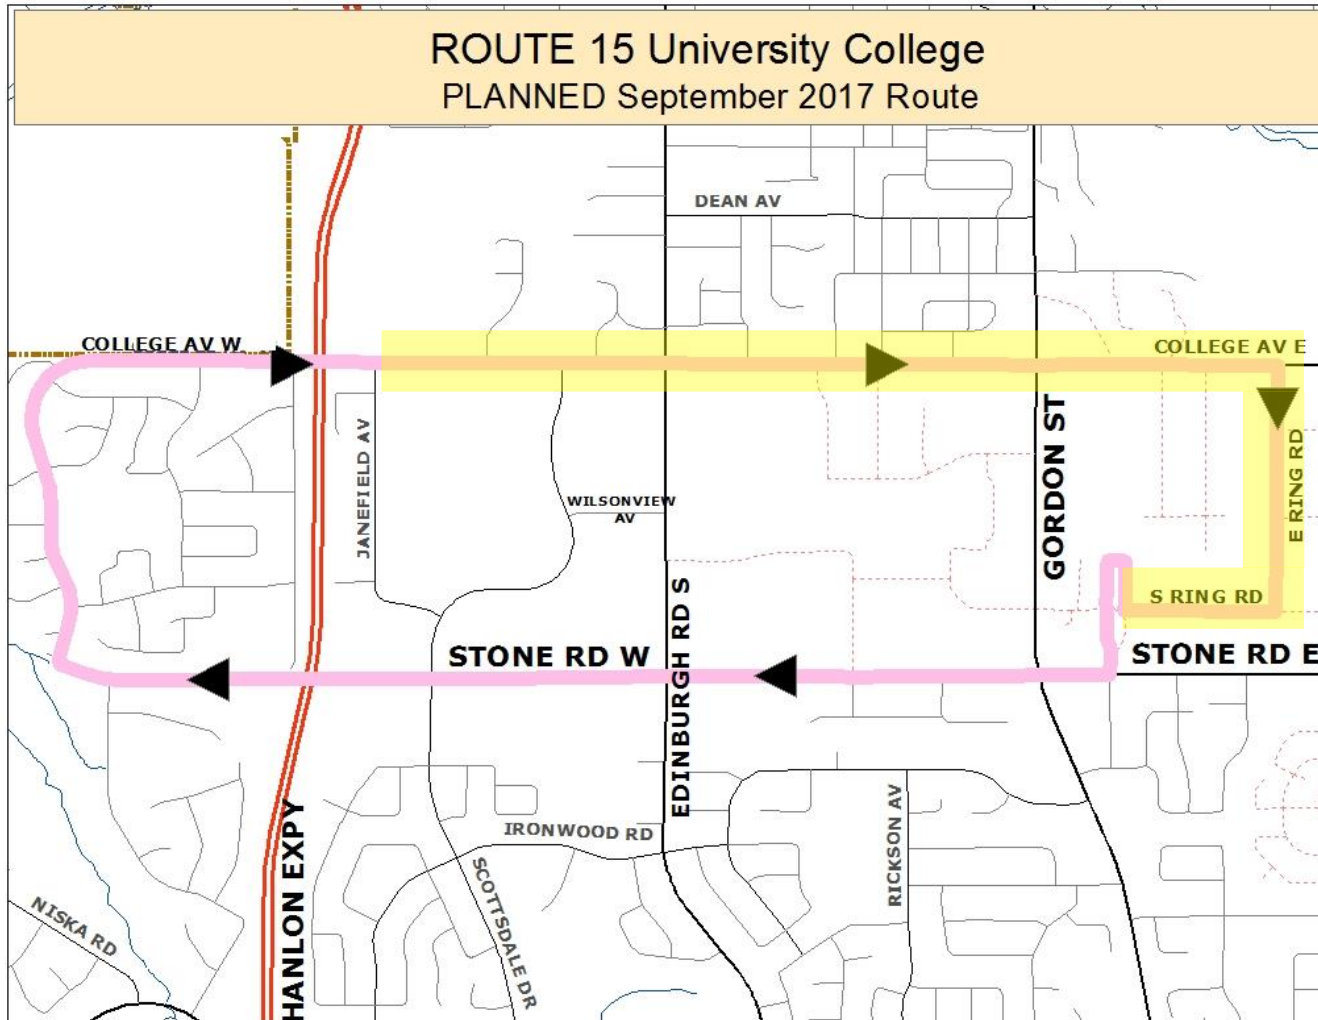 ROUTE 15 University College
PLANNED September 2017 Route
DEAN AV
COLLEGE AV W
COLLEGE AV E
JANEFIELD AV
WILSONVIEW
AV
GORDON ST
E RING RD
S RING RD
EDINBURGH RD S
STONE RD W
STONE RD E
HANLON EXPY
IRONWOOD RD
SCOTTSDALE DR
RICKSON AV
NISKA RD